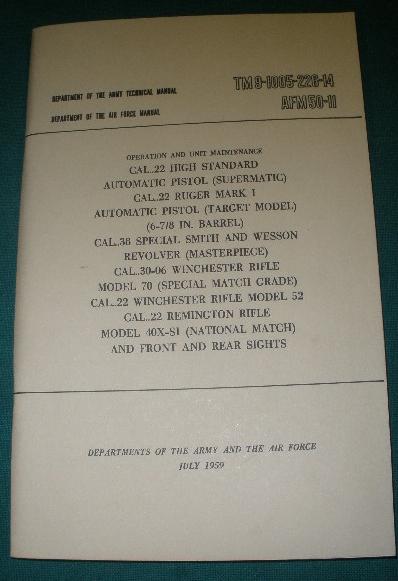 DEPARTMENT OF THE ARMY TECHNICAL MANUAL
TM 9-1005-226-14
DEPARTMENT OF THE AIR FORCE MANUAL
AFM 50-11
OPERATION AND UNIT MAINTENANCE
CAL..22 HIGH STANDARD
AUTOMATIC PISTOL (SUPERMATIC)
CAL..22 RUGER MARK I
AUTOMATIC PISTOL (TARGET MODEL)
(6-7/8 IN. BARREL)
CAL.38 SPECIAL SMITH AND WESSON
REVOLVER (MASTERPIECE)
CAL..30-06 WINCHESTER RIFLE
MODEL 70 (SPECIAL MATCH GRADE)
CAL..22 WINCHESTER RIFLE MODEL 52
CAL..22 REMINGTON RIFLE
MODEL 40X-S1 (NATIONAL MATCH)
AND FRONT AND REAR SIGHTS
DEPARTMENTS OF THE ARMY AND THE AIR FORCE
JULY 1959